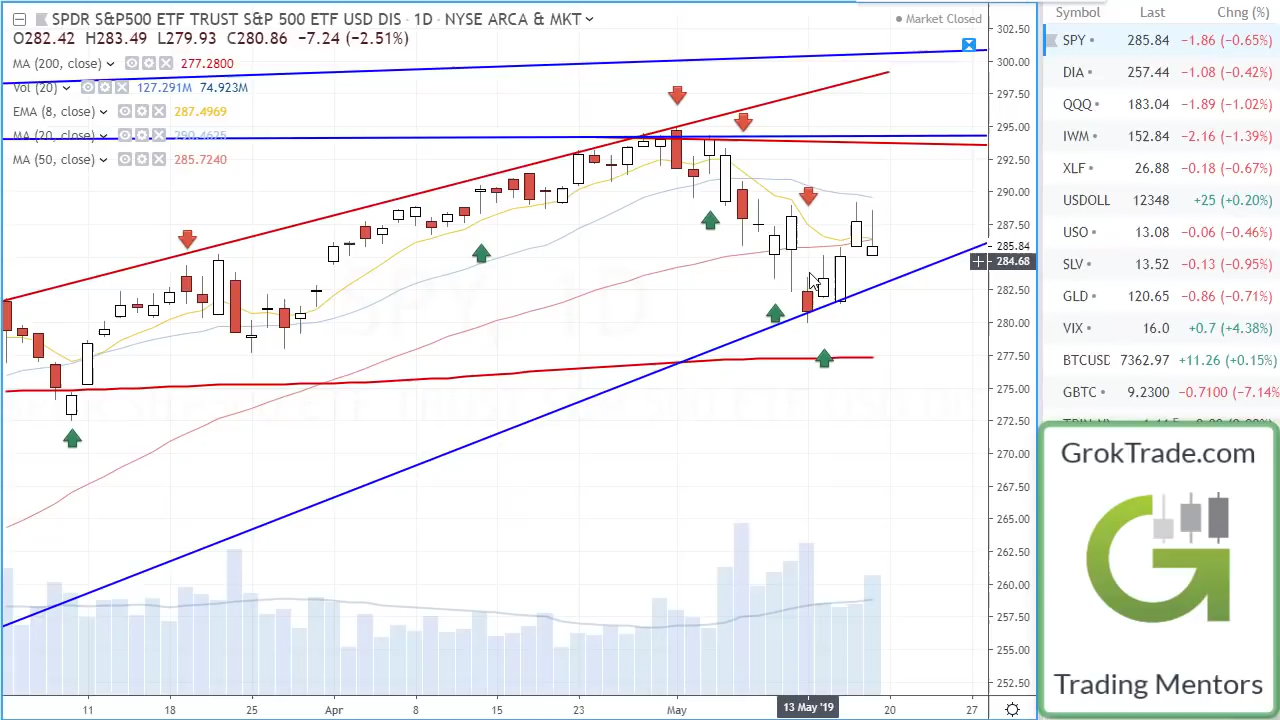 SPDR S&P500 ETF TRUST S&P 500 ETF USD DIS · 1D · NYSE ARCA & MKT
Market Closed
O282.42 H283.49 L279.93 C280.86 −7.24 (−2.51%)
MA (200, close) 277.2800
Vol (20) 127.291M 74.923M
EMA (8, close) 287.4969
MA (20, close) 290.4625
MA (50, close) 285.7240
302.50
300.00
297.50
295.00
292.50
290.00
287.50
285.84
284.68
282.50
280.00
277.50
275.00
272.50
270.00
267.50
265.00
262.50
260.00
257.50
255.00
252.50
11 18 25 Apr 8 15 23 May 13 May '19 20 27
Symbol Last Chng (%)
SPY 285.84 −1.86 (−0.65%)
DIA 257.44 −1.08 (−0.42%)
QQQ 183.04 −1.89 (−1.02%)
IWM 152.84 −2.16 (−1.39%)
XLF 26.88 −0.18 (−0.67%)
USDOLL 12348 +25 (+0.20%)
USO 13.08 −0.06 (−0.46%)
SLV 13.52 −0.13 (−0.95%)
GLD 120.65 −0.86 (−0.71%)
VIX 16.0 +0.7 (+4.38%)
BTCUSD 7362.97 +11.26 (+0.15%)
GBTC 9.2300 −0.7100 (−7.14%
GrokTrade.com
Trading Mentors